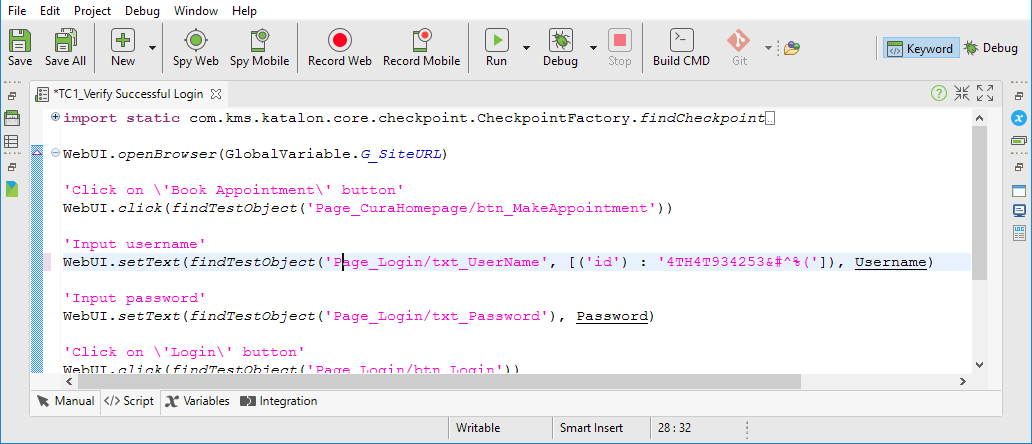 File Project Debug Window Help
Save Save All New Spy Web Spy Mobile Record Web Record Mobile Run Debug Stop Build CMD Git Keyword Debug
*TC1_Verify Successful Login
import static com.kms.katalon.core.checkpoint.CheckpointFactory.findCheckpoint
WebUI.openBrowser(GlobalVariable.G_SiteURL)
'Click on \'Book Appointment\' button'
WebUI.click(findTestObject('Page_CuraHomepage/btn_MakeAppointment'))
'Input username'
WebUI.setText(findTestObject('Page_Login/txt_UserName', [('id') : '4TH4T934253&#^%(']), Username)
'Input password'
WebUI.setText(findTestObject('Page_Login/txt_Password'), Password)
'Click on \'Login\' button'
WebUI.click(findTestObject('Page_Login/btn_Login'))
Manual </> Script Variables Integration
Writable Smart Insert 28 : 32